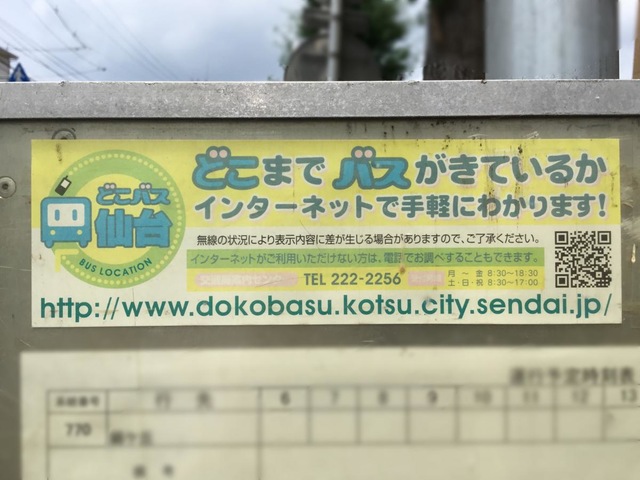 どこまでバスがきているか
インターネットで手軽にわかります!
どこバス
仙台
BUS LOCATION
無線の状況により表示内容に差が生じる場合がありますので、ご了承ください。
インターネットがご利用いただけない方は、電話でお調べすることもできます。
TEL 222-2256
月~金 8:30~18:30
土・日・祝 8:30~17:00
http://www.dokobasu.kotsu.city.sendai.jp/
運行予定時刻表
系統番号 行先 6 7 8 9 10 11 12 13
770